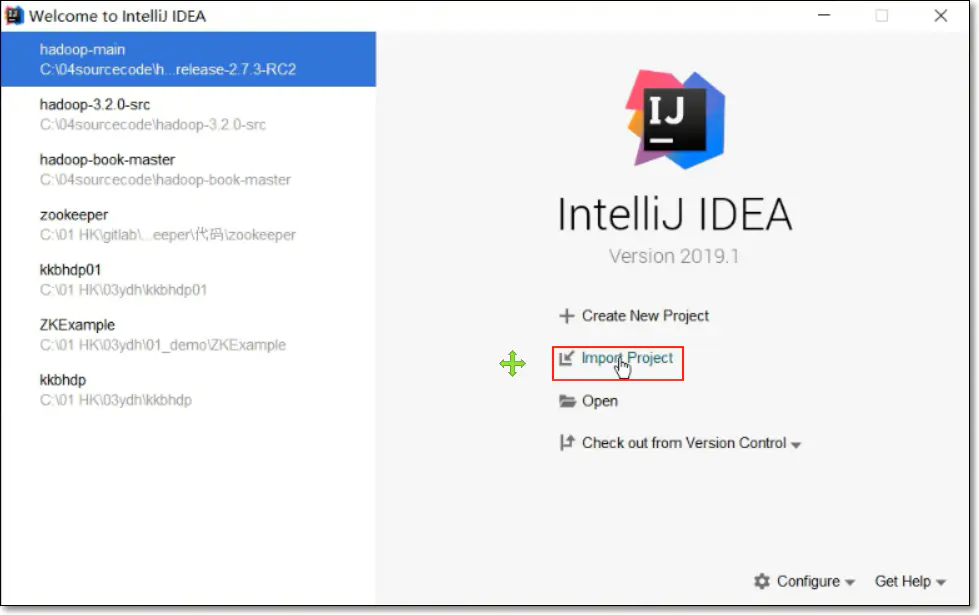 Welcome to IntelliJ IDEA
hadoop-main
C:\04sourcecode\h...release-2.7.3-RC2
hadoop-3.2.0-src
C:\04sourcecode\hadoop-3.2.0-src
hadoop-book-master
C:\04sourcecode\hadoop-book-master
zookeeper
C:\01 HK\gitlab\...eeper\代码\zookeeper
kkbhdp01
C:\01 HK\03ydh\kkbhdp01
ZKExample
C:\01 HK\03ydh\01_demo\ZKExample
kkbhdp
C:\01 HK\03ydh\kkbhdp
IJ
IntelliJ IDEA
Version 2019.1
Create New Project
Import Project
Open
Check out from Version Control
Configure
Get Help